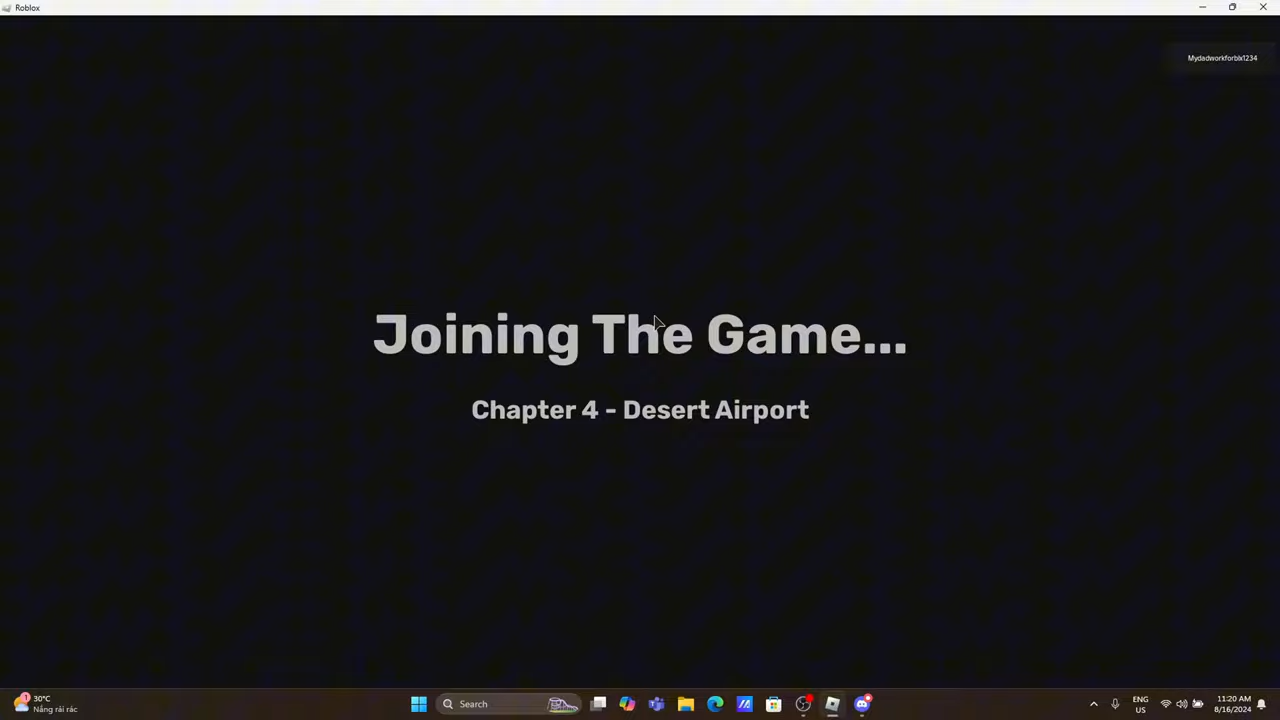 Roblox
Mydadworkforblx1234
Joining The Game...
Chapter 4 - Desert Airport
1
30°C
Nắng rải rác
Search
ENG
US
11:20 AM
8/16/2024